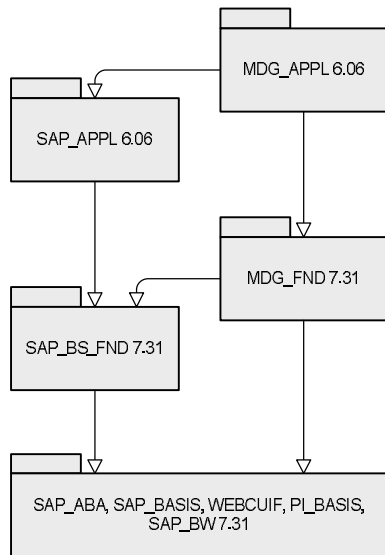 MDG_APPL 6.06
SAP_APPL 6.06
MDG_FND 7.31
SAP_BS_FND 7.31
SAP_ABA, SAP_BASIS, WEBCUIF, PI_BASIS,
SAP_BW 7.31